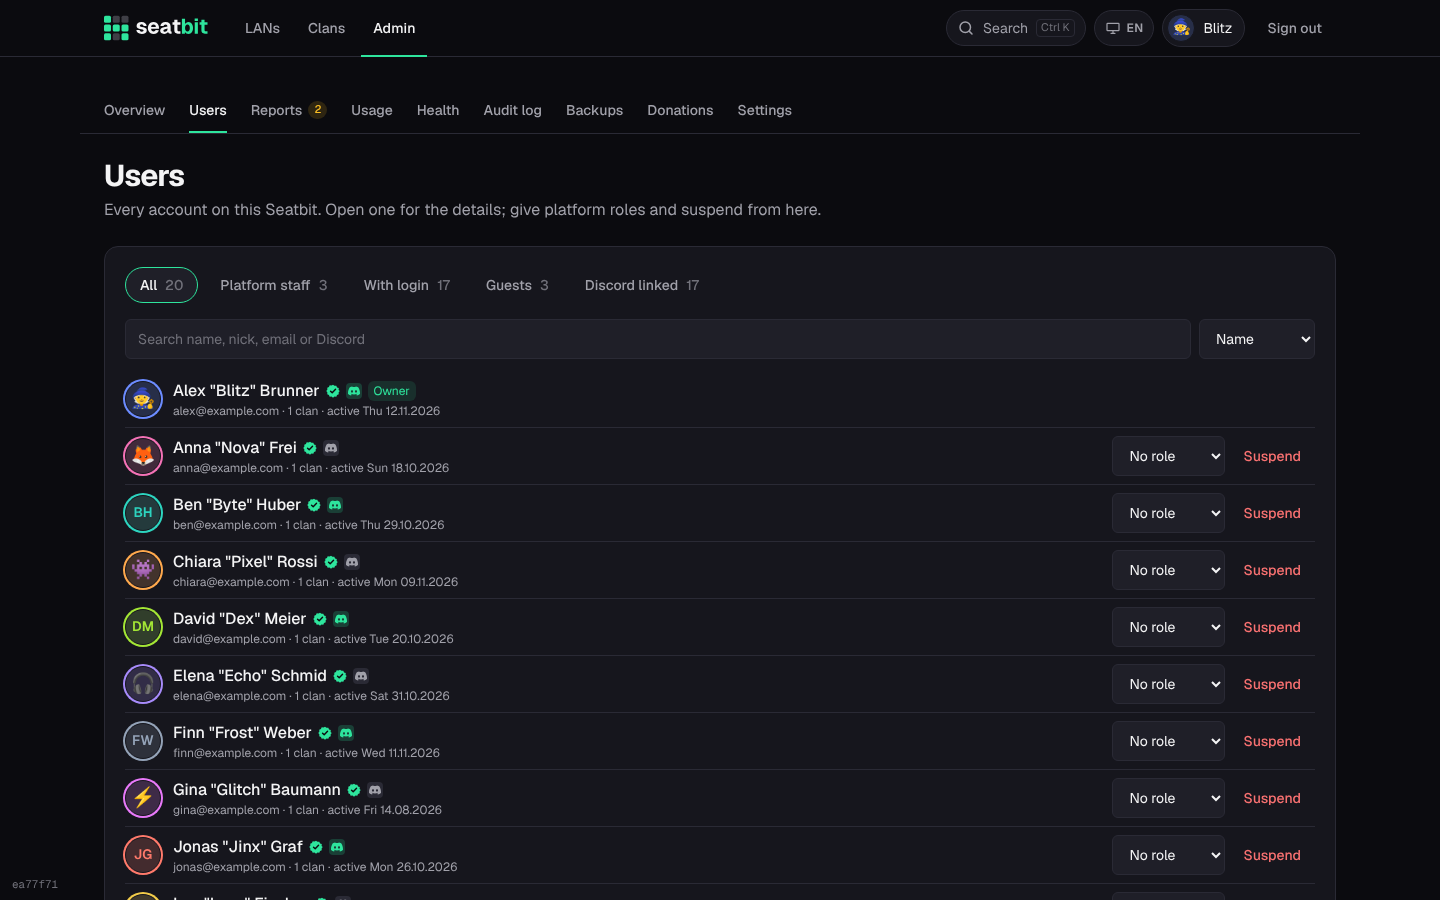 seatbit LANs Clans Admin Search Ctrl K EN Blitz Sign out
Overview Users Reports 2 Usage Health Audit log Backups Donations Settings
Users
Every account on this Seatbit. Open one for the details; give platform roles and suspend from here.
All 20 Platform staff 3 With login 17 Guests 3 Discord linked 17
Search name, nick, email or Discord Name
Alex "Blitz" Brunner Owner
alex@example.com · 1 clan · active Thu 12.11.2026
Anna "Nova" Frei No role Suspend
anna@example.com · 1 clan · active Sun 18.10.2026
BH Ben "Byte" Huber No role Suspend
ben@example.com · 1 clan · active Thu 29.10.2026
Chiara "Pixel" Rossi No role Suspend
chiara@example.com · 1 clan · active Mon 09.11.2026
DM David "Dex" Meier No role Suspend
david@example.com · 1 clan · active Tue 20.10.2026
Elena "Echo" Schmid No role Suspend
elena@example.com · 1 clan · active Sat 31.10.2026
FW Finn "Frost" Weber No role Suspend
finn@example.com · 1 clan · active Wed 11.11.2026
Gina "Glitch" Baumann No role Suspend
gina@example.com · 1 clan · active Fri 14.08.2026
JG Jonas "Jinx" Graf No role Suspend
jonas@example.com · 1 clan · active Mon 26.10.2026
ea77f71